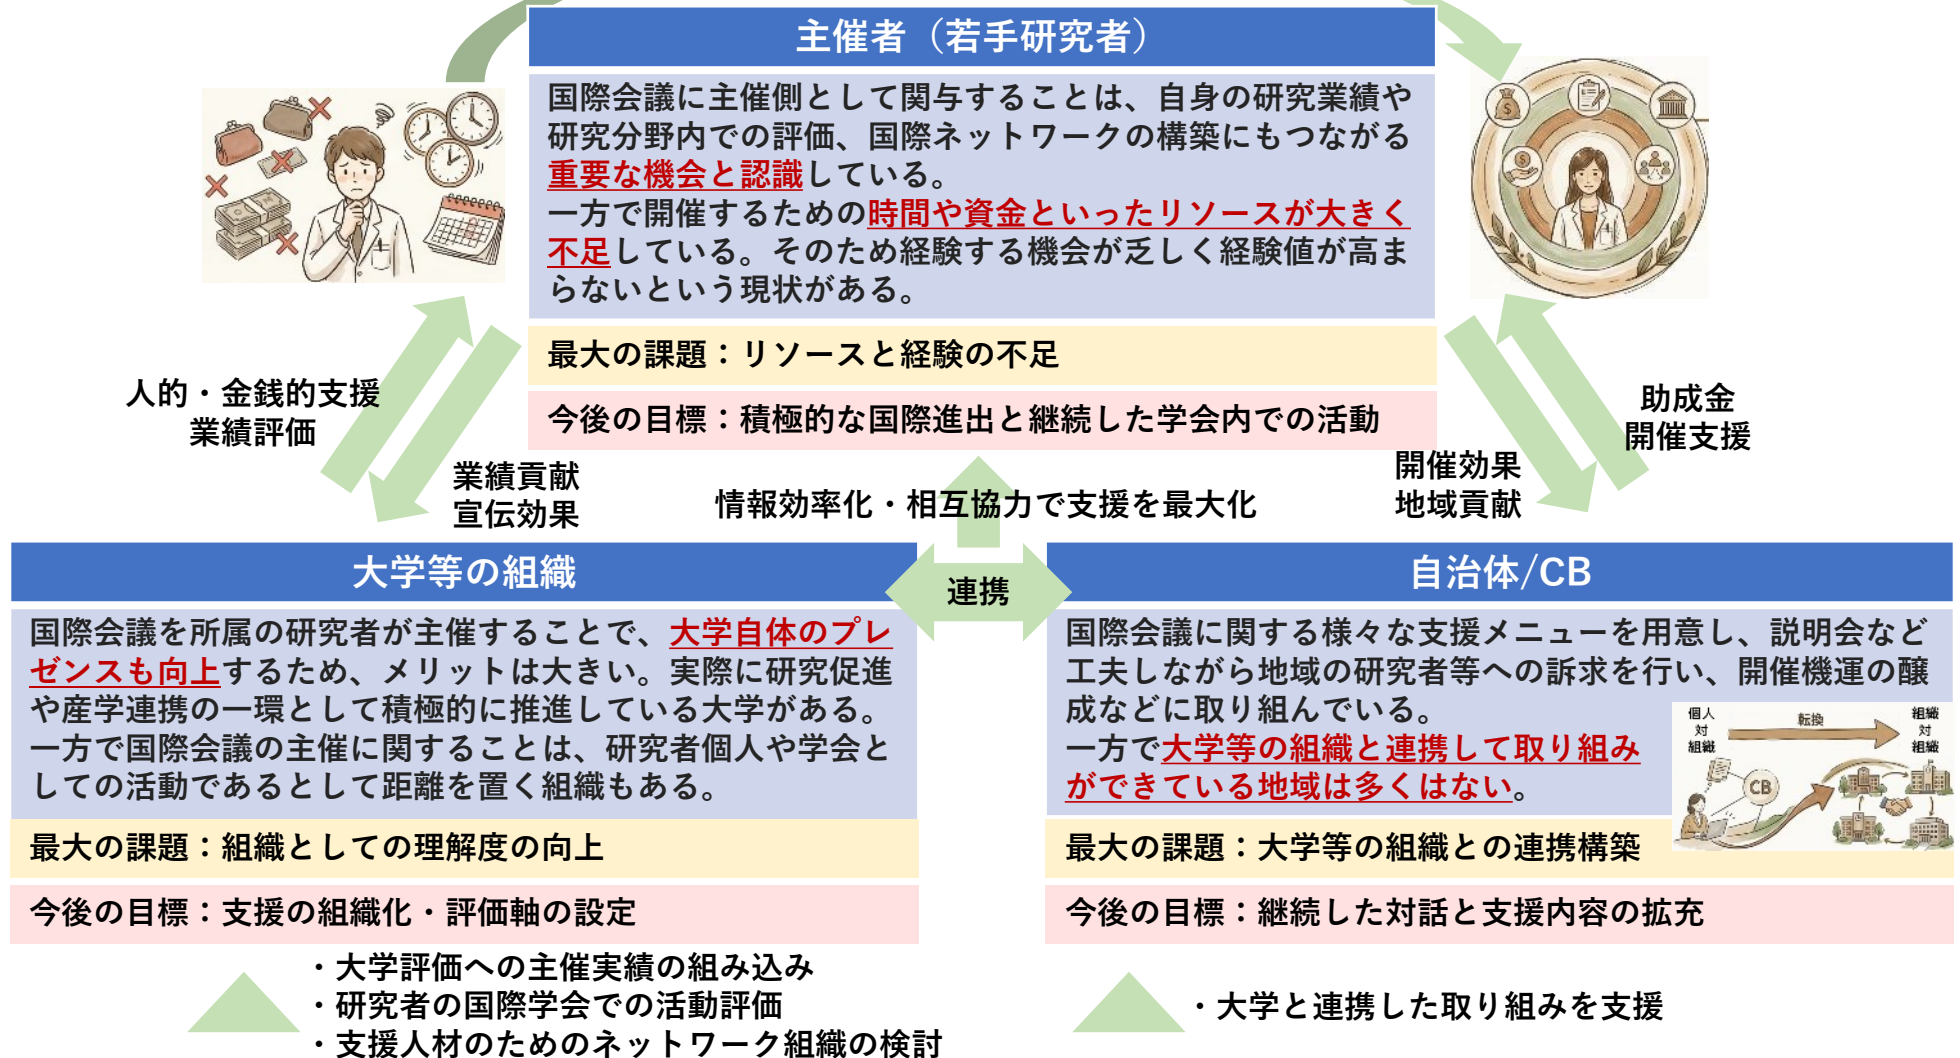 主催者（若手研究者）
国際会議に主催側として関与することは、自身の研究業績や
研究分野内での評価、国際ネットワークの構築にもつながる
重要な機会と認識している。
一方で開催するための時間や資金といったリソースが大きく
不足している。そのため経験する機会が乏しく経験値が高ま
らないという現状がある。
最大の課題：リソースと経験の不足
今後の目標：積極的な国際進出と継続した学会内での活動
人的・金銭的支援
業績評価
業績貢献
宣伝効果
情報効率化・相互協力で支援を最大化
開催効果
地域貢献
助成金
開催支援
大学等の組織
国際会議を所属の研究者が主催することで、大学自体のプレ
ゼンスも向上するため、メリットは大きい。実際に研究促進
や産学連携の一環として積極的に推進している大学がある。
一方で国際会議の主催に関することは、研究者個人や学会と
しての活動であるとして距離を置く組織もある。
最大の課題：組織としての理解度の向上
今後の目標：支援の組織化・評価軸の設定
・大学評価への主催実績の組み込み
・研究者の国際学会での活動評価
・支援人材のためのネットワーク組織の検討
連携
自治体/CB
国際会議に関する様々な支援メニューを用意し、説明会など
工夫しながら地域の研究者等への訴求を行い、開催機運の醸
成などに取り組んでいる。
一方で大学等の組織と連携して取り組み
ができている地域は多くはない。
個人
対
組織
転換
組織
対
組織
CB
最大の課題：大学等の組織との連携構築
今後の目標：継続した対話と支援内容の拡充
・大学と連携した取り組みを支援